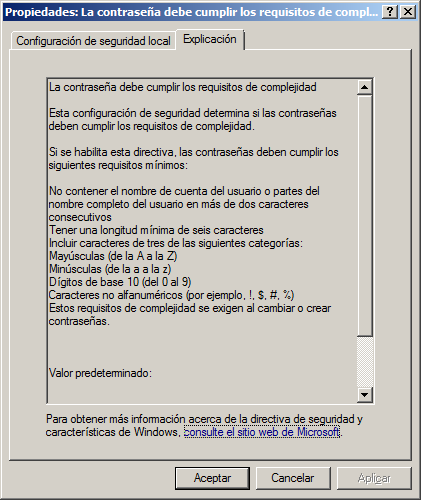 Propiedades: La contraseña debe cumplir los requisitos de compl...
Configuración de seguridad local
Explicación
La contraseña debe cumplir los requisitos de complejidad
Esta configuración de seguridad determina si las contraseñas
deben cumplir los requisitos de complejidad.
Si se habilita esta directiva, las contraseñas deben cumplir los
siguientes requisitos mínimos:
No contener el nombre de cuenta del usuario o partes del
nombre completo del usuario en más de dos caracteres
consecutivos
Tener una longitud mínima de seis caracteres
Incluir caracteres de tres de las siguientes categorías:
Mayúsculas (de la A a la Z)
Minúsculas (de la a a la z)
Dígitos de base 10 (del 0 al 9)
Caracteres no alfanuméricos (por ejemplo, !, $, #, %)
Estos requisitos de complejidad se exigen al cambiar o crear
contraseñas.
Valor predeterminado:
Para obtener más información acerca de la directiva de seguridad y
características de Windows, consulte el sitio web de Microsoft.
Aceptar
Cancelar
Aplicar